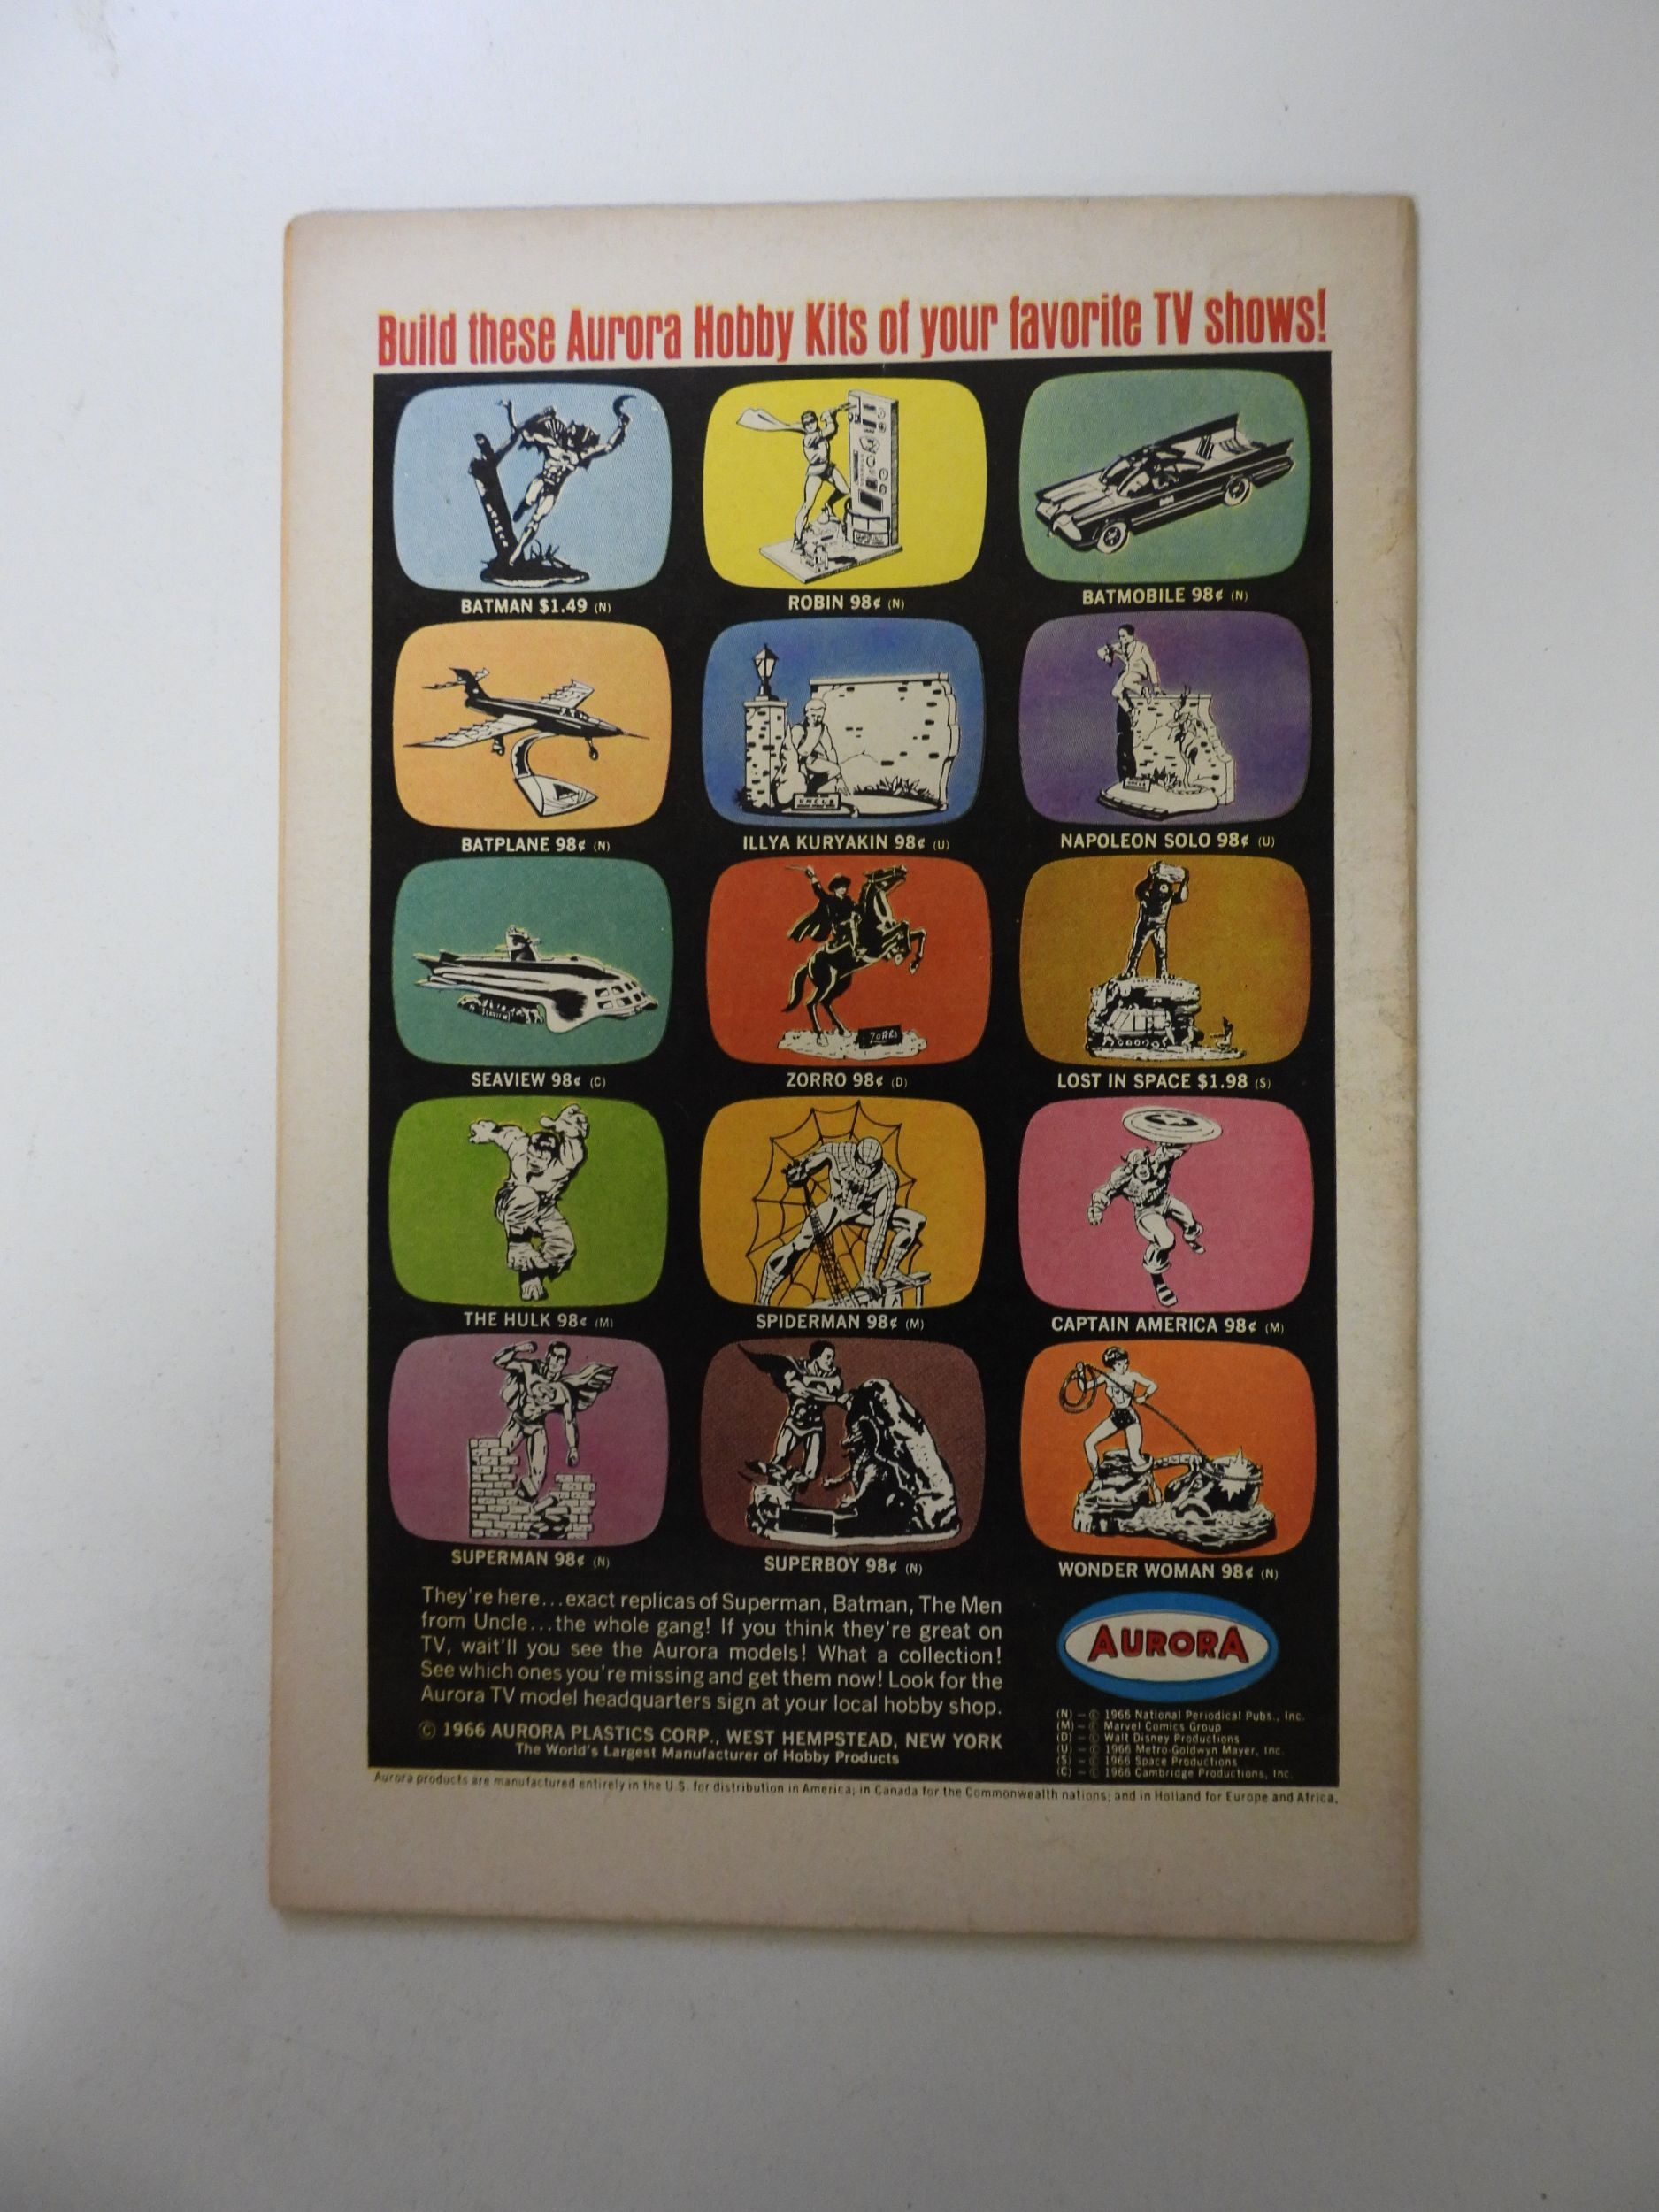 Build these Aurora Hobby Kits of your favorite TV shows!
BATMAN $1.49 (N)
ROBIN 98¢ (N)
BATMOBILE 98¢ (N)
BATPLANE 98¢ (N)
UNCLE
ILLYA KURYAKIN 98¢ (U)
NAPOLEON SOLO 98¢ (U)
SEAVIEW 98¢ (C)
ZORRO
ZORRO 98¢ (D)
LOST IN SPACE $1.98 (S)
THE HULK 98¢ (M)
SPIDERMAN 98¢ (M)
CAPTAIN AMERICA 98¢ (M)
SUPERMAN 98¢ (N)
SUPERBOY 98¢ (N)
WONDER WOMAN 98¢ (N)
They're here...exact replicas of Superman, Batman, The Men
from Uncle...the whole gang! If you think they're great on
TV, wait'll you see the Aurora models! What a collection!
See which ones you're missing and get them now! Look for the
Aurora TV model headquarters sign at your local hobby shop.
© 1966 AURORA PLASTICS CORP., WEST HEMPSTEAD, NEW YORK
The World's Largest Manufacturer of Hobby Products
AURORA
(N) – © 1966 National Periodical Pubs., Inc.
(M) – © Marvel Comics Group
(D) – © Walt Disney Productions
(U) – © 1966 Metro-Goldwyn Mayer, Inc.
(S) – © 1966 Space Productions
(C) – © 1966 Cambridge Productions, Inc.
Aurora products are manufactured entirely in the U.S. for distribution in America; in Canada for the Commonwealth nations; and in Holland for Europe and Africa.